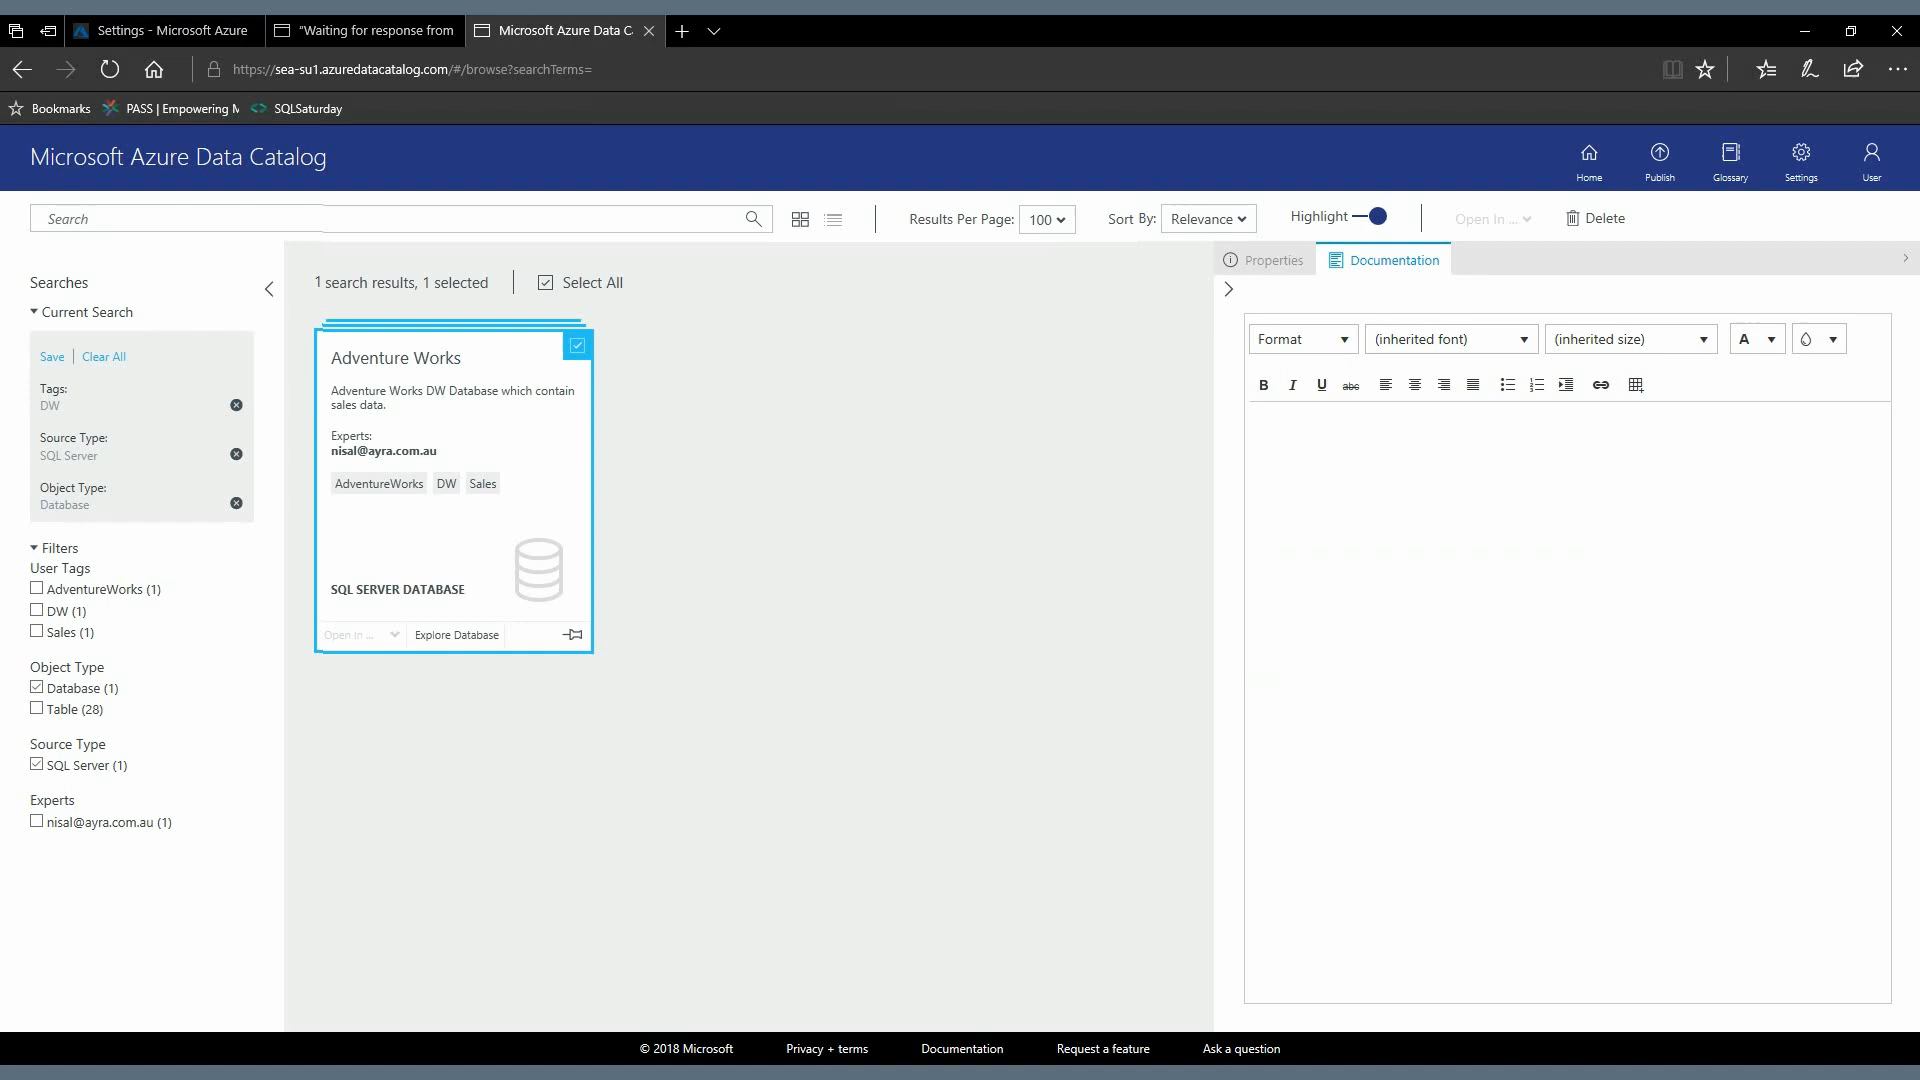 Settings - Microsoft Azure
"Waiting for response from
Microsoft Azure Data C
https://sea-su1.azuredatacatalog.com/#/browse?searchTerms=
Bookmarks
PASS | Empowering M
SQLSaturday
Microsoft Azure Data Catalog
Home
Publish
Glossary
Settings
User
Search
Results Per Page:
100
Sort By:
Relevance
Highlight
Open In ...
Delete
Searches
Current Search
Save
Clear All
Tags:
DW
Source Type:
SQL Server
Object Type:
Database
Filters
User Tags
AdventureWorks (1)
DW (1)
Sales (1)
Object Type
Database (1)
Table (28)
Source Type
SQL Server (1)
Experts
nisal@ayra.com.au (1)
1 search results, 1 selected
Select All
Adventure Works
Adventure Works DW Database which contain
sales data.
Experts:
nisal@ayra.com.au
AdventureWorks DW Sales
SQL SERVER DATABASE
Open In ...
Explore Database
Properties
Documentation
Format
(inherited font)
(inherited size)
A
B I U abc
© 2018 Microsoft
Privacy + terms
Documentation
Request a feature
Ask a question